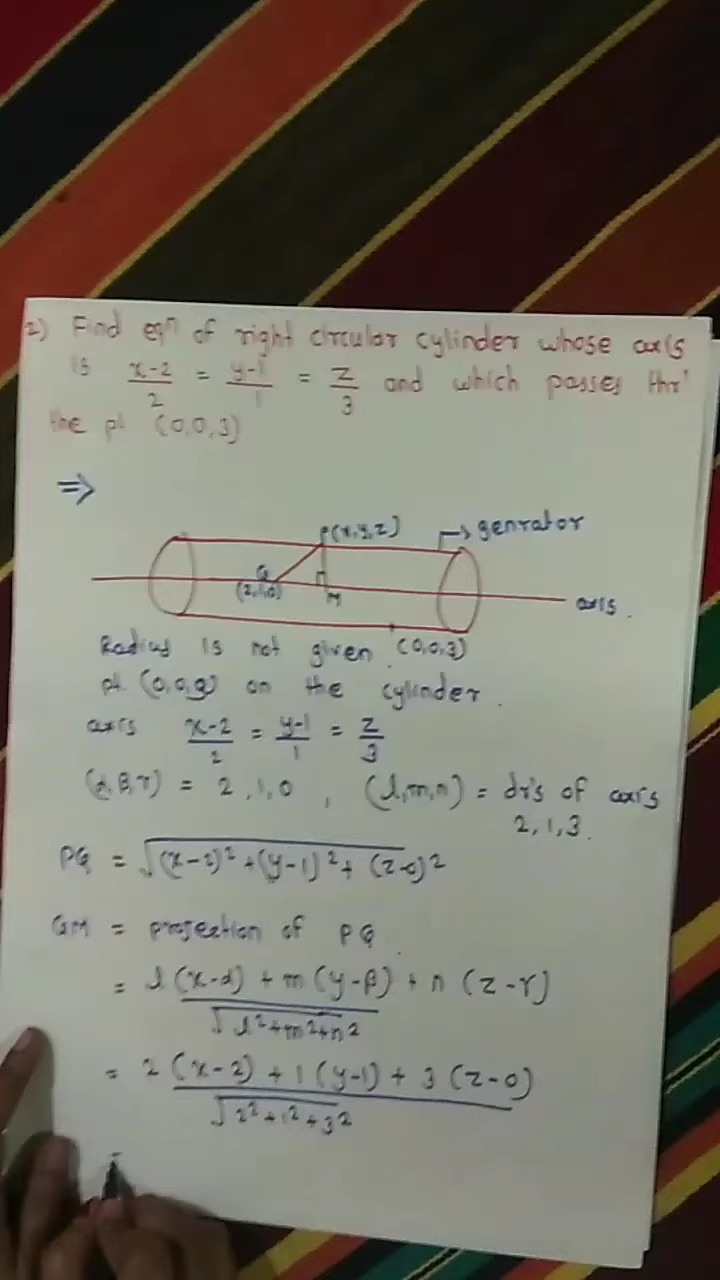 2) Find eqn of right circular cylinder whose axis
is x-2/2 = y-1/1 = z/3 and which passes thr'
the pt (0,0,3)
⇒
P(x,y,z)
→ genrator
Q
(2,1,0)
M
axis.
Radius is not given.
(0,0,3)
pt. (0,0,3) on the cylinder.
axis x-2/2 = y-1/1 = z/3
(α,β,γ) = 2,1,0, (l,m,n) = dr's of axis
2,1,3.
PQ = √(x-2)² + (y-1)² + (z-0)²
QM = projection of PQ
= l(x-α) + m(y-β) + n(z-γ)
√l²+m²+n²
= 2(x-2) + 1(y-1) + 3(z-0)
√2²+1²+3²
=